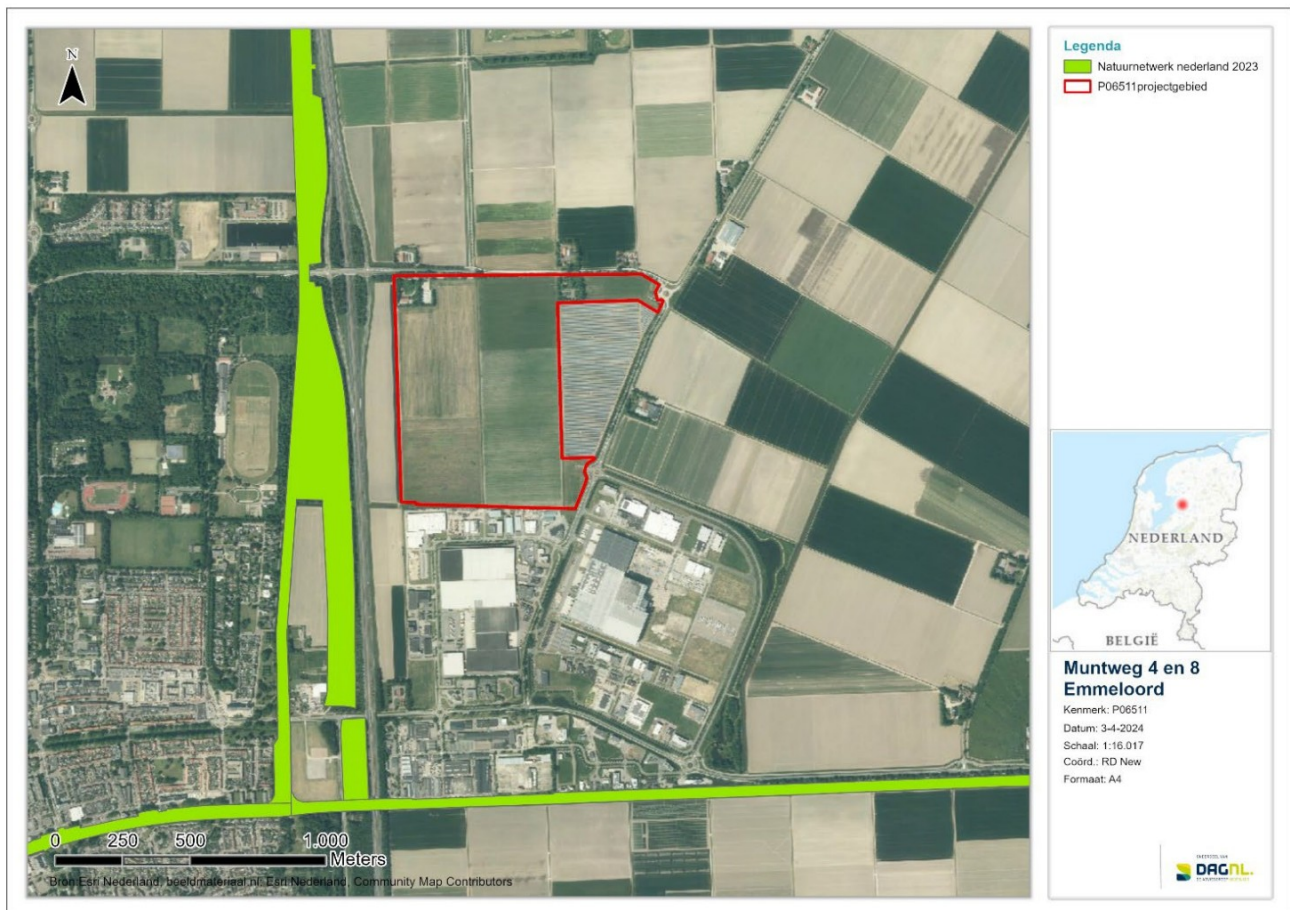 N
Legenda
Natuurnetwerk nederland 2023
P06511projectgebied
NEDERLAND
BELGIË
Muntweg 4 en 8
Emmeloord
Kenmerk: P06511
Datum: 3-4-2024
Schaal: 1:16.017
Coörd.: RD New
Formaat: A4
0 250 500 1.000
Meters
Bron Esri Nederland, beeldmateriaal.nl. Esri Nederland, Community Map Contributors
DAGNL.